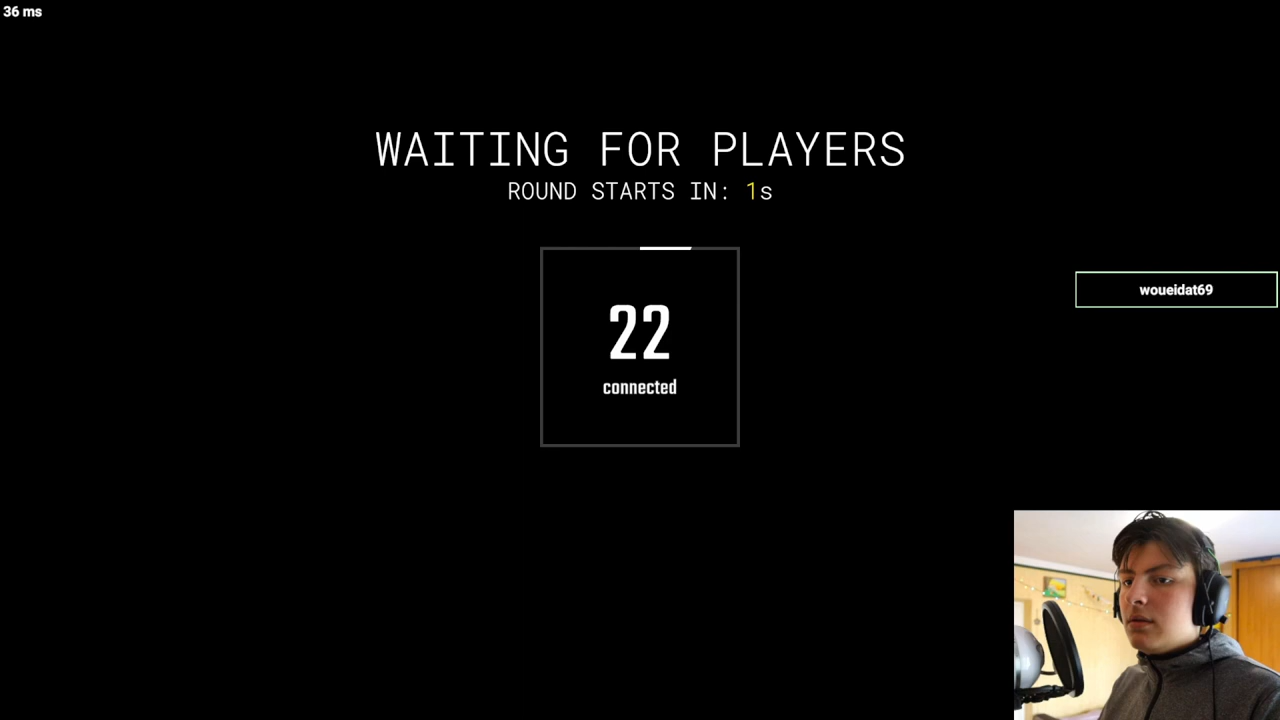 36 ms
WAITING FOR PLAYERS
ROUND STARTS IN: 1s
22
connected
woueidat69